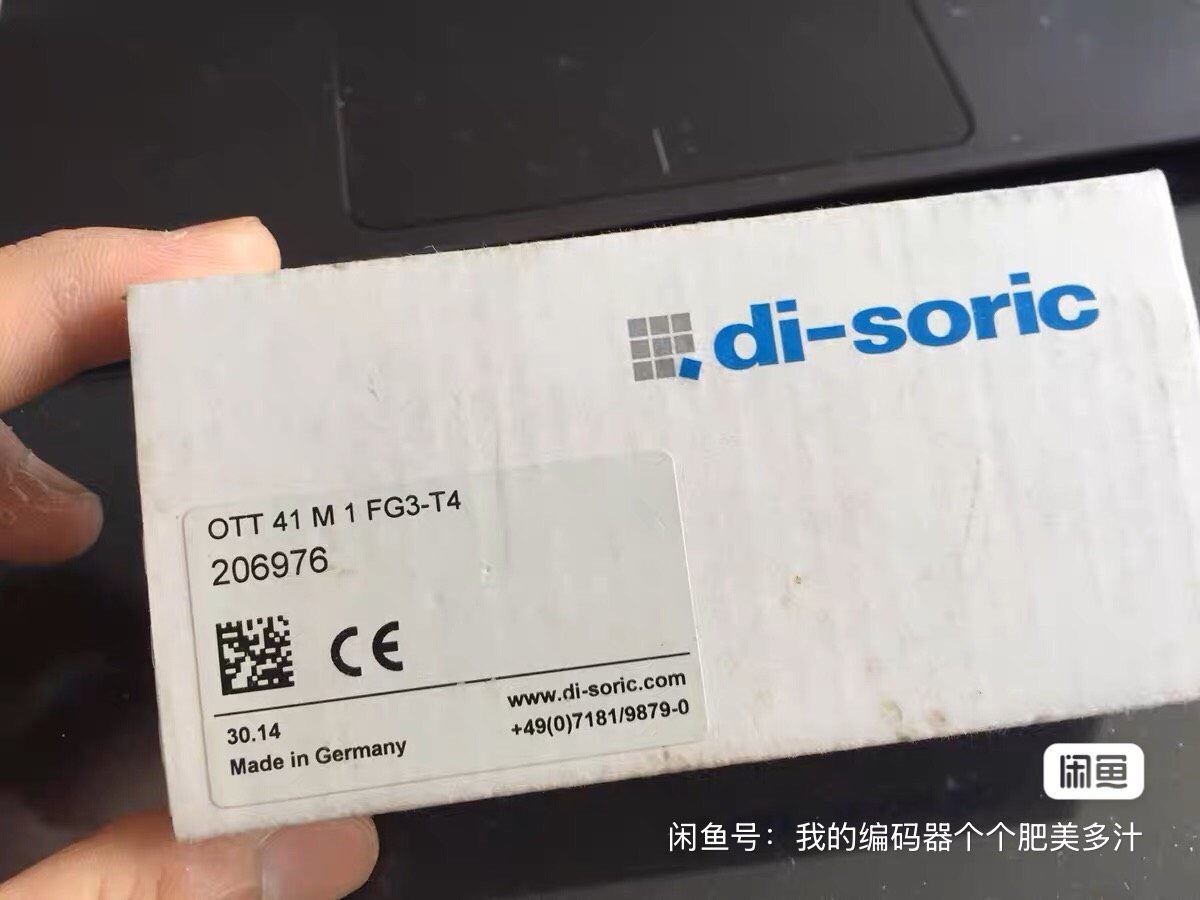 di-soric
OTT 41 M 1 FG3-T4
206976
CE
www.di-soric.com
+49(0)7181/9879-0
30.14
Made in Germany
闲鱼
闲鱼号：我的编码器个个肥美多汁